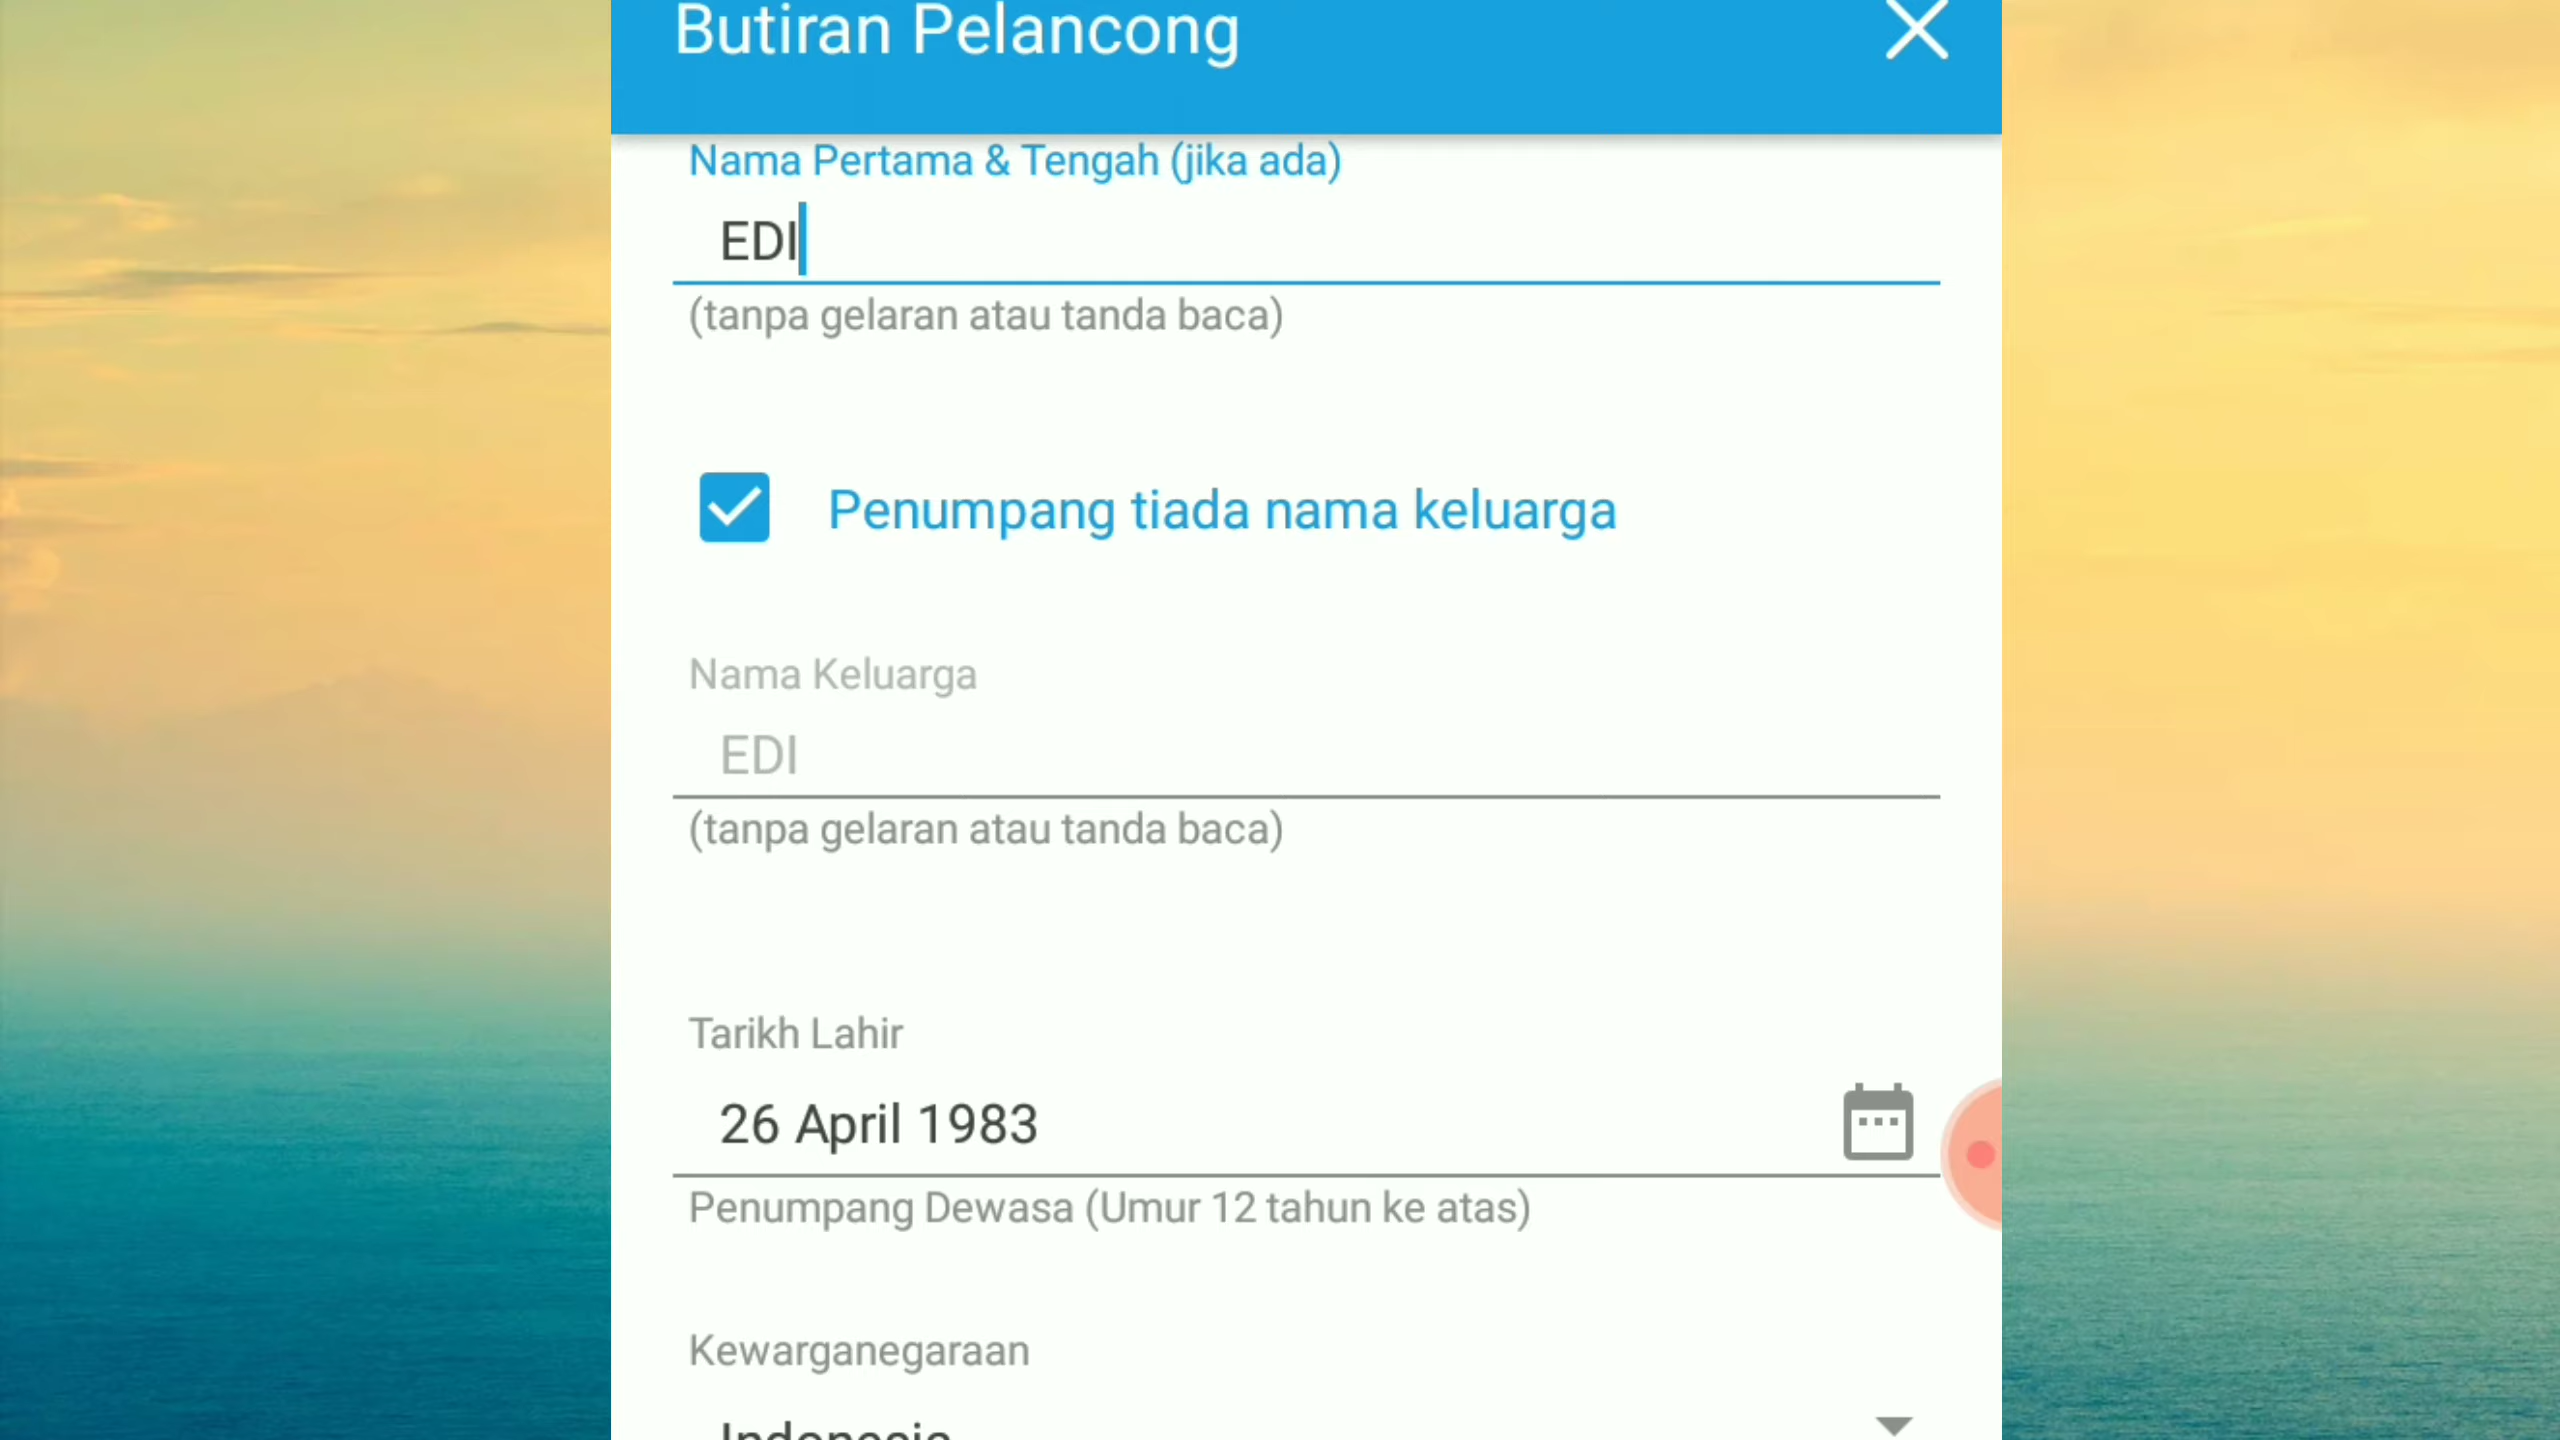 Butiran Pelancong
Nama Pertama & Tengah (jika ada)
EDI
(tanpa gelaran atau tanda baca)
Penumpang tiada nama keluarga
Nama Keluarga
EDI
(tanpa gelaran atau tanda baca)
Tarikh Lahir
26 April 1983
Penumpang Dewasa (Umur 12 tahun ke atas)
Kewarganegaraan
Indonesia